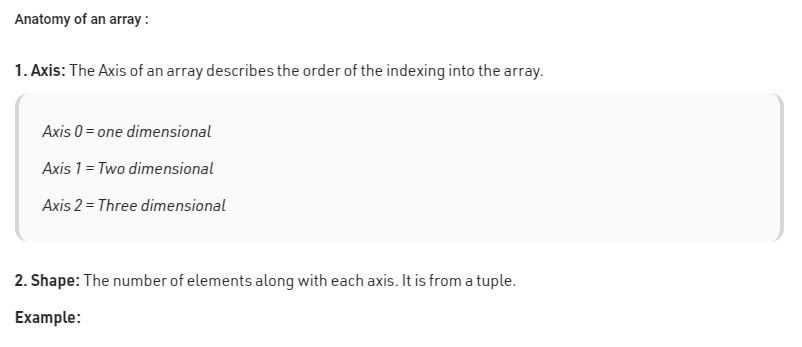 Anatomy of an array :
1. Axis: The Axis of an array describes the order of the indexing into the array.
Axis 0 = one dimensional
Axis 1 = Two dimensional
Axis 2 = Three dimensional
2. Shape: The number of elements along with each axis. It is from a tuple.
Example: